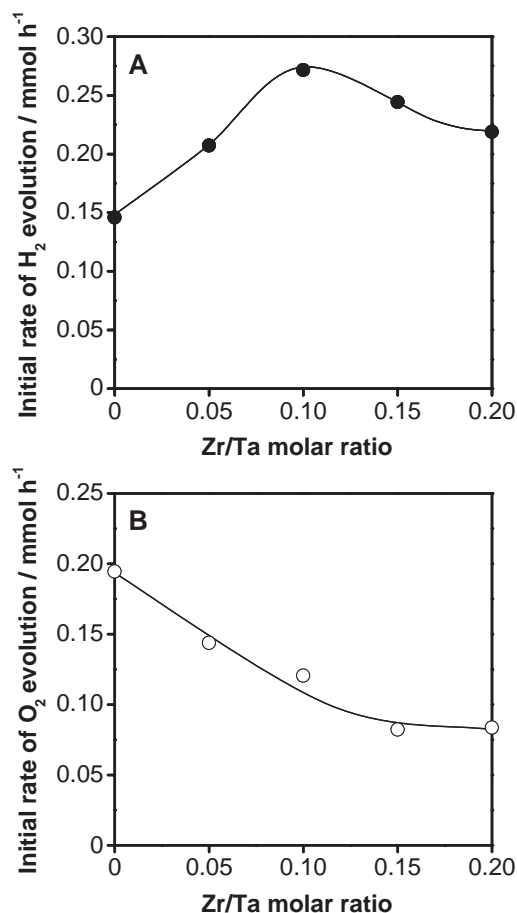 A
0.30
0.25
0.20
0.15
0.10
0.05
0
Initial rate of H2 evolution / mmol h-1
0 0.05 0.10 0.15 0.20
Zr/Ta molar ratio
B
0.25
0.20
0.15
0.10
0.05
0
Initial rate of O2 evolution / mmol h-1
0 0.05 0.10 0.15 0.20
Zr/Ta molar ratio